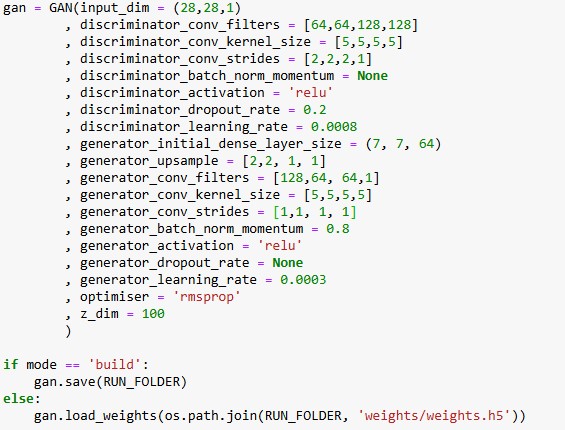 gan = GAN(input_dim = (28,28,1)
        , discriminator_conv_filters = [64,64,128,128]
        , discriminator_conv_kernel_size = [5,5,5,5]
        , discriminator_conv_strides = [2,2,2,1]
        , discriminator_batch_norm_momentum = None
        , discriminator_activation = 'relu'
        , discriminator_dropout_rate = 0.2
        , discriminator_learning_rate = 0.0008
        , generator_initial_dense_layer_size = (7, 7, 64)
        , generator_upsample = [2,2, 1, 1]
        , generator_conv_filters = [128,64, 64,1]
        , generator_conv_kernel_size = [5,5,5,5]
        , generator_conv_strides = [1,1, 1, 1]
        , generator_batch_norm_momentum = 0.8
        , generator_activation = 'relu'
        , generator_dropout_rate = None
        , generator_learning_rate = 0.0003
        , optimiser = 'rmsprop'
        , z_dim = 100
        )
if mode == 'build':
    gan.save(RUN_FOLDER)
else:
    gan.load_weights(os.path.join(RUN_FOLDER, 'weights/weights.h5'))